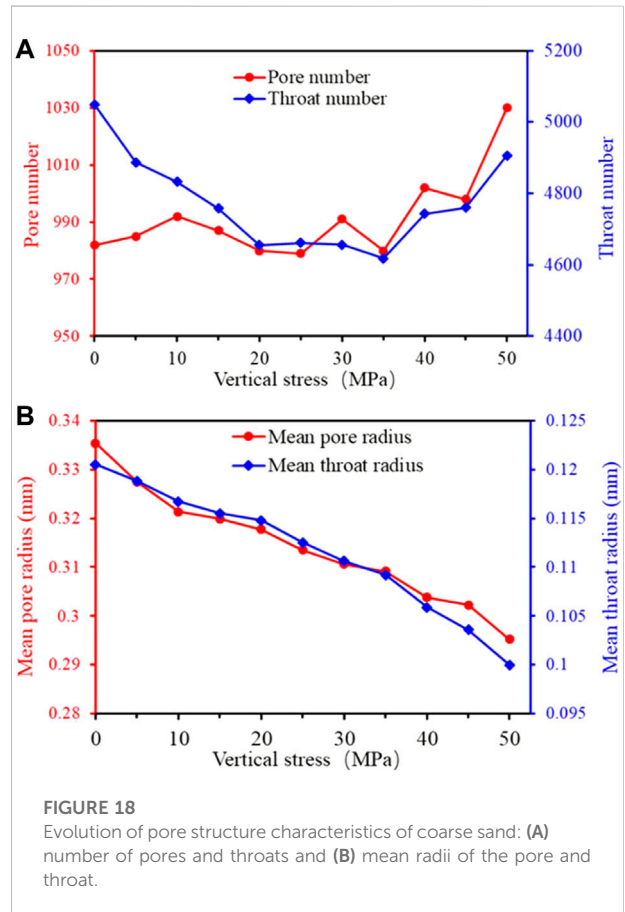 A
1050
1030
1010
990
970
950
Pore number
Pore number
Throat number
5200
5000
4800
4600
4400
Throat number
0
10
20
30
40
50
Vertical stress（MPa）
B
0.34
0.33
0.32
0.31
0.3
0.29
0.28
Mean pore radius (mm)
Mean pore radius
Mean throat radius
0.125
0.12
0.115
0.11
0.105
0.1
0.095
Mean throat radius (mm)
0
10
20
30
40
50
Vertical stress（MPa）
FIGURE 18
Evolution of pore structure characteristics of coarse sand: (A)
number of pores and throats and (B) mean radii of the pore and
throat.